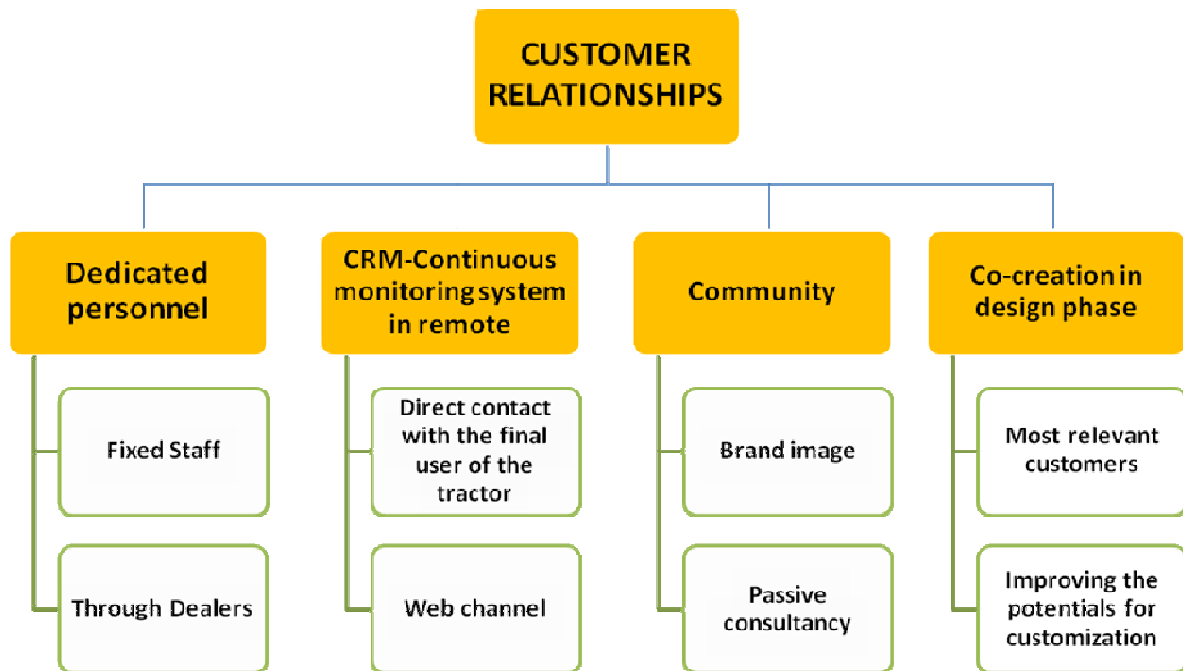 CUSTOMER
RELATIONSHIPS
Dedicated
personnel
Fixed Staff
Through Dealers
CRM-Continuous
monitoring system
in remote
Direct contact
with the final
user of the
tractor
Web channel
Community
Brand image
Passive
consultancy
Co-creation in
design phase
Most relevant
customers
Improving the
potentials for
customization